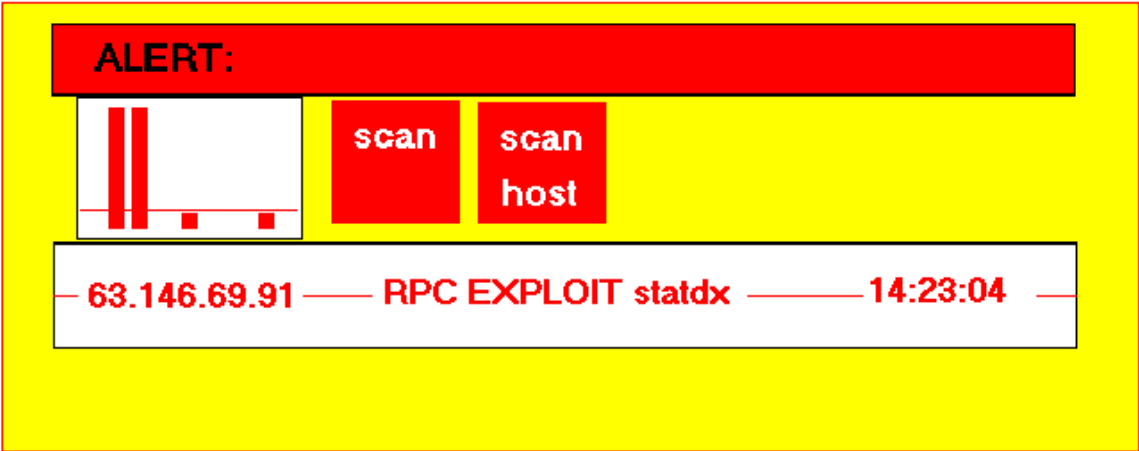 ALERT:
scan
scan
host
63.146.69.91 RPC EXPLOIT statdx 14:23:04